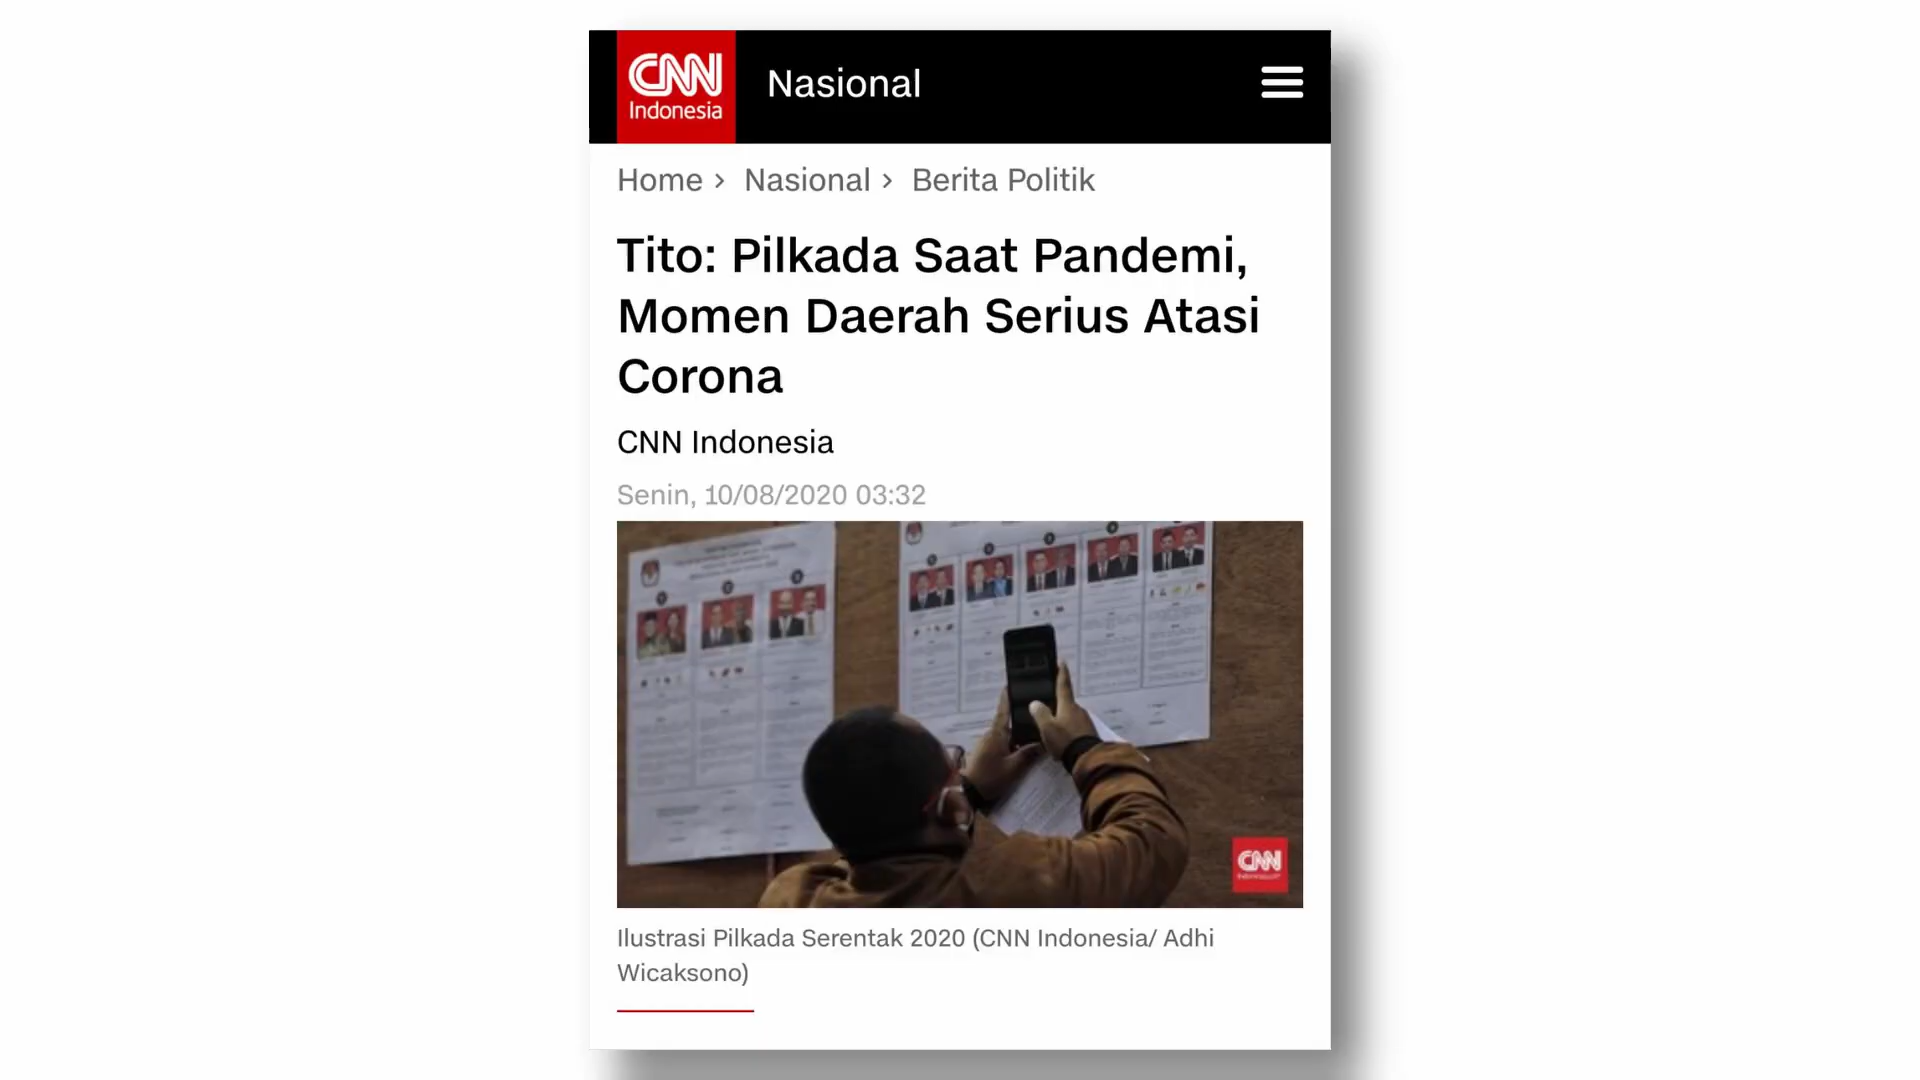 CNN
Indonesia
Nasional
Home › Nasional › Berita Politik
Tito: Pilkada Saat Pandemi,
Momen Daerah Serius Atasi
Corona
CNN Indonesia
Senin, 10/08/2020 03:32
CNN
Ilustrasi Pilkada Serentak 2020 (CNN Indonesia/ Adhi
Wicaksono)